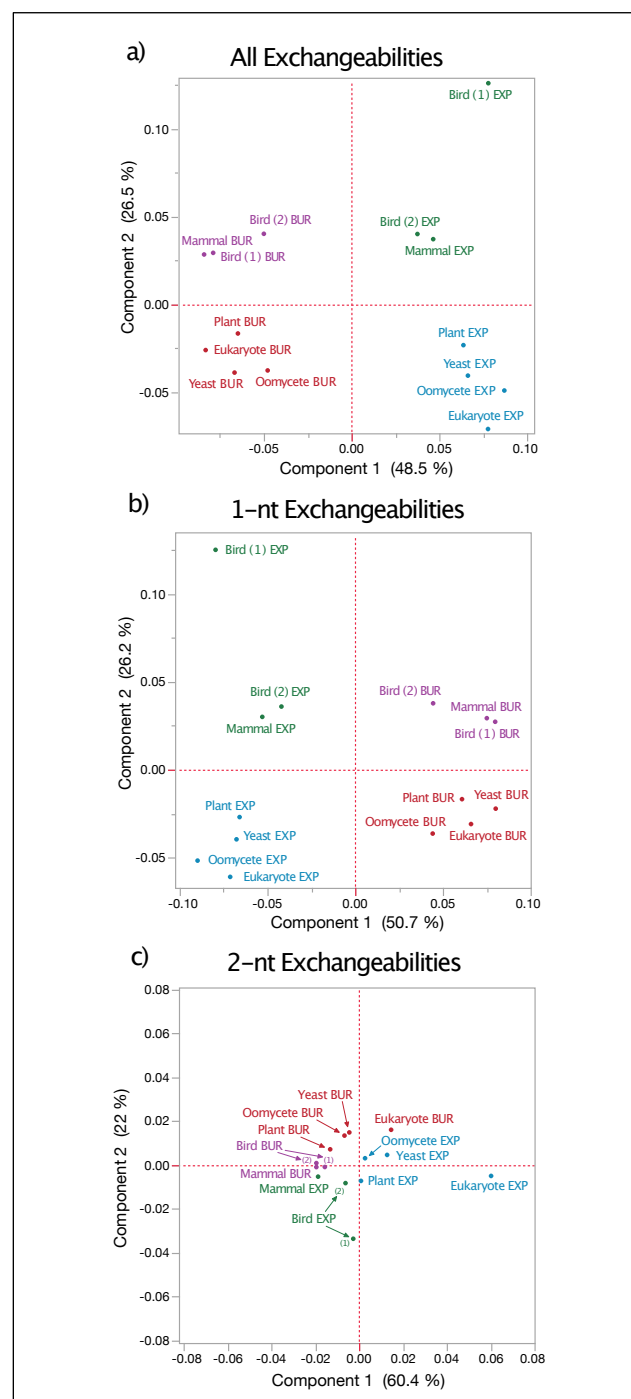 a) All Exchangeabilities
Bird (1) EXP
0.10
Component 2 (26.5 %)
Bird (2) BUR
Bird (2) EXP
0.05
Mammal BUR
Mammal EXP
Bird (1) BUR
0.00
Plant BUR
Plant EXP
Eukaryote BUR
Yeast EXP
Yeast BUR
Oomycete BUR
Oomycete EXP
-0.05
Eukaryote EXP
-0.05 0.00 0.05 0.10
Component 1 (48.5 %)
b) 1-nt Exchangeabilities
Bird (1) EXP
0.10
Component 2 (26.2 %)
Bird (2) EXP
Bird (2) BUR
0.05
Mammal BUR
Mammal EXP
Bird (1) BUR
0.00
Plant BUR
Yeast BUR
Plant EXP
Oomycete BUR
Yeast EXP
Eukaryote BUR
Oomycete EXP
-0.05
Eukaryote EXP
-0.10 -0.05 0.00 0.05 0.10
Component 1 (50.7 %)
c) 2-nt Exchangeabilities
0.08
0.06
0.04
Component 2 (22 %)
Yeast BUR
0.02
Oomycete BUR
Eukaryote BUR
Plant BUR
Oomycete EXP
Bird BUR
Yeast EXP
(2) (1)
0.00
Mammal BUR
Mammal EXP
(2)
Plant EXP
Eukaryote EXP
-0.02
Bird EXP
(1)
-0.04
-0.06
-0.08
-0.08 -0.06 -0.04 -0.02 0.00 0.02 0.04 0.06 0.08
Component 1 (60.4 %)